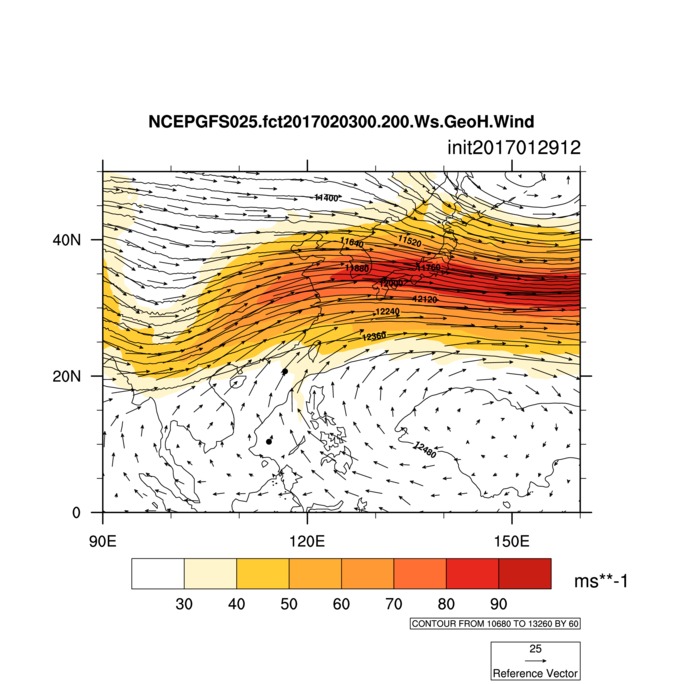 NCEPGFS025.fct2017020300.200.Ws.GeoH.Wind
init2017012912
11400
40N
11640
11520
11880
11760
12000
12120
12240
12360
20N
12480
0
90E 120E 150E
30 40 50 60 70 80 90
ms**-1
CONTOUR FROM 10680 TO 13260 BY 60
25
Reference Vector